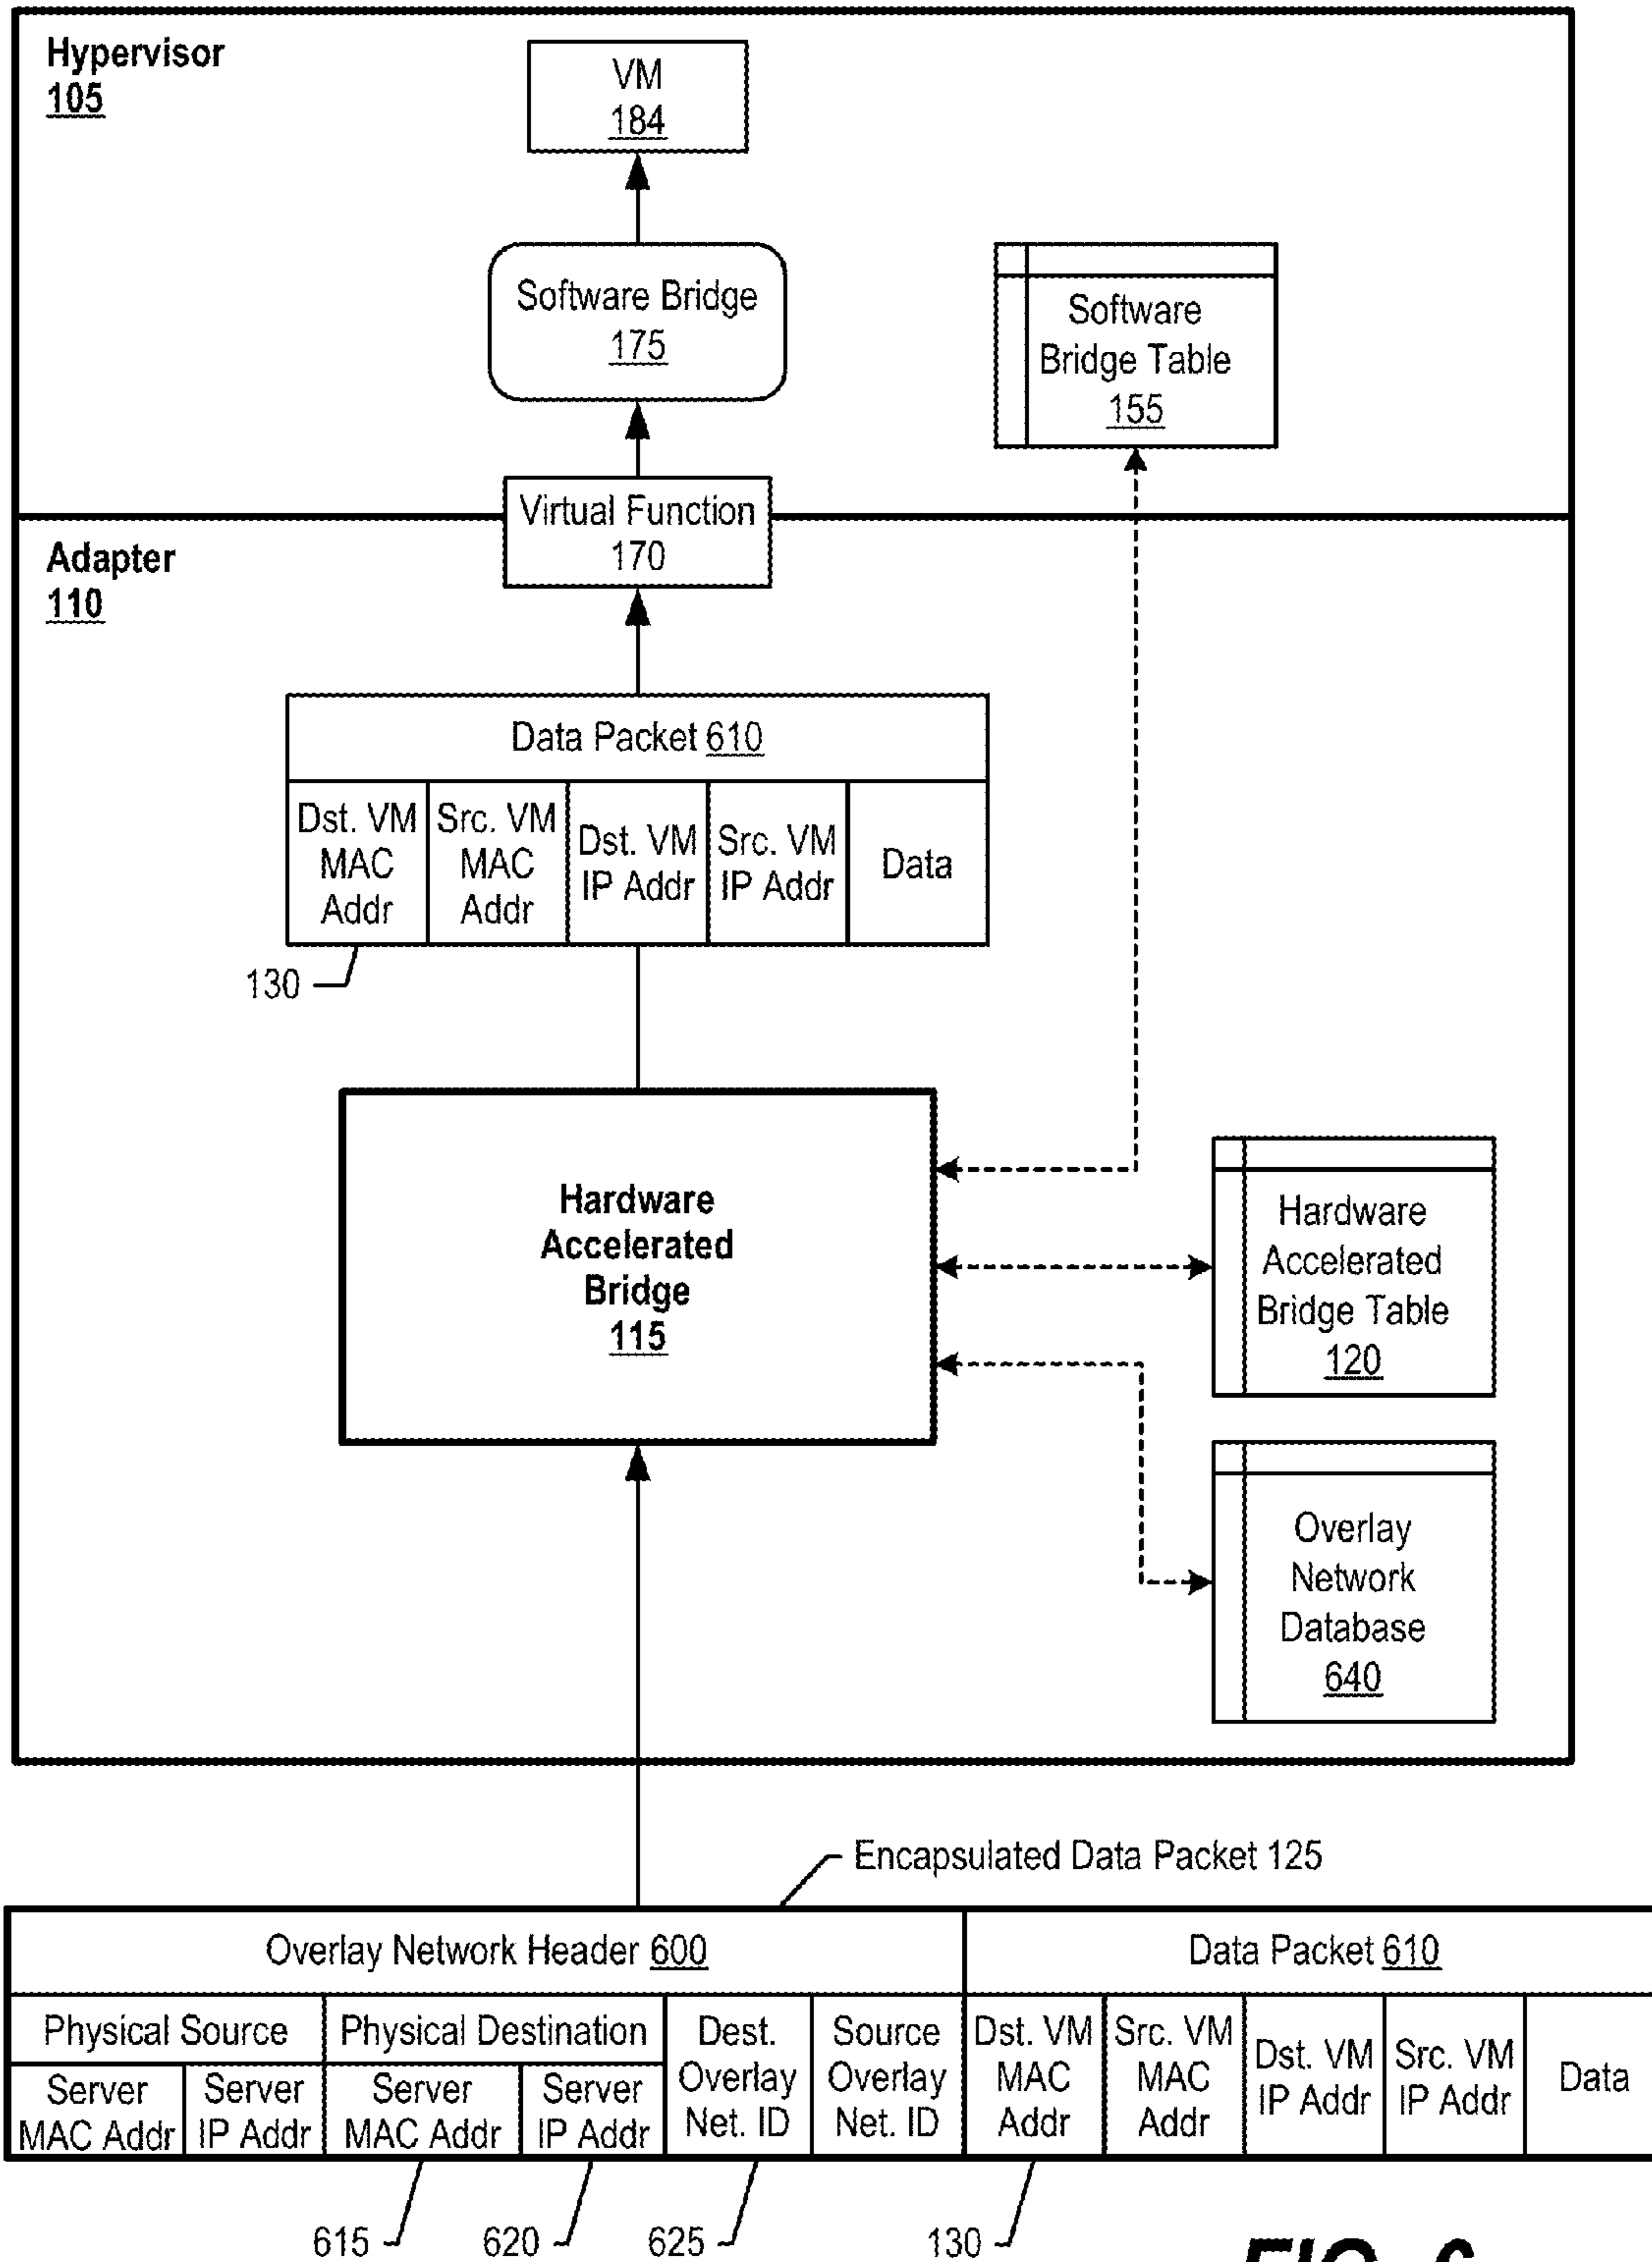 Hypervisor
105
VM
184
Software Bridge
175
Software
Bridge Table
155
Virtual Function
170
Adapter
110
Data Packet 610
Dst. VM
MAC
Addr
Src. VM
MAC
Addr
Dst. VM
IP Addr
Src. VM
IP Addr
Data
130
Hardware
Accelerated
Bridge
115
Hardware
Accelerated
Bridge Table
120
Overlay
Network
Database
640
Encapsulated Data Packet 125
Overlay Network Header 600
Data Packet 610
Physical Source
Physical Destination
Server
MAC Addr
Server
IP Addr
Server
MAC Addr
Server
IP Addr
Dest.
Overlay
Net. ID
Source
Overlay
Net. ID
Dst. VM
MAC
Addr
Src. VM
MAC
Addr
Dst. VM
IP Addr
Src. VM
IP Addr
Data
615
620
625
130
FIG. 6